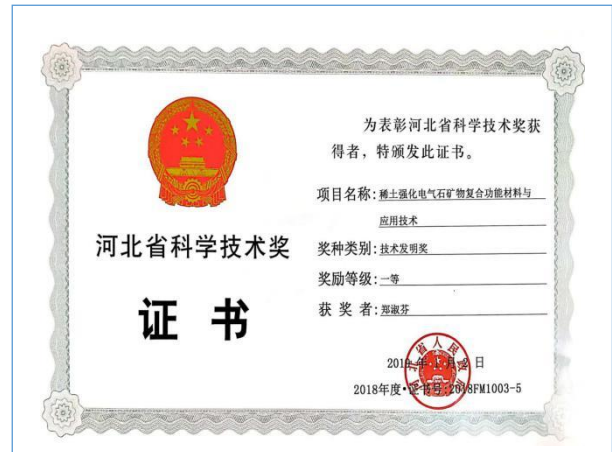 为表彰河北省科学技术奖获
得者，特颁发此证书。
项目名称：稀土强化电气石矿物复合功能材料与
应用技术
奖种类别：技术发明奖
奖励等级：一等
获 奖 者：郑淑芬
河北省科学技术奖
证 书
2018年度•证书号：2018FM1003-5